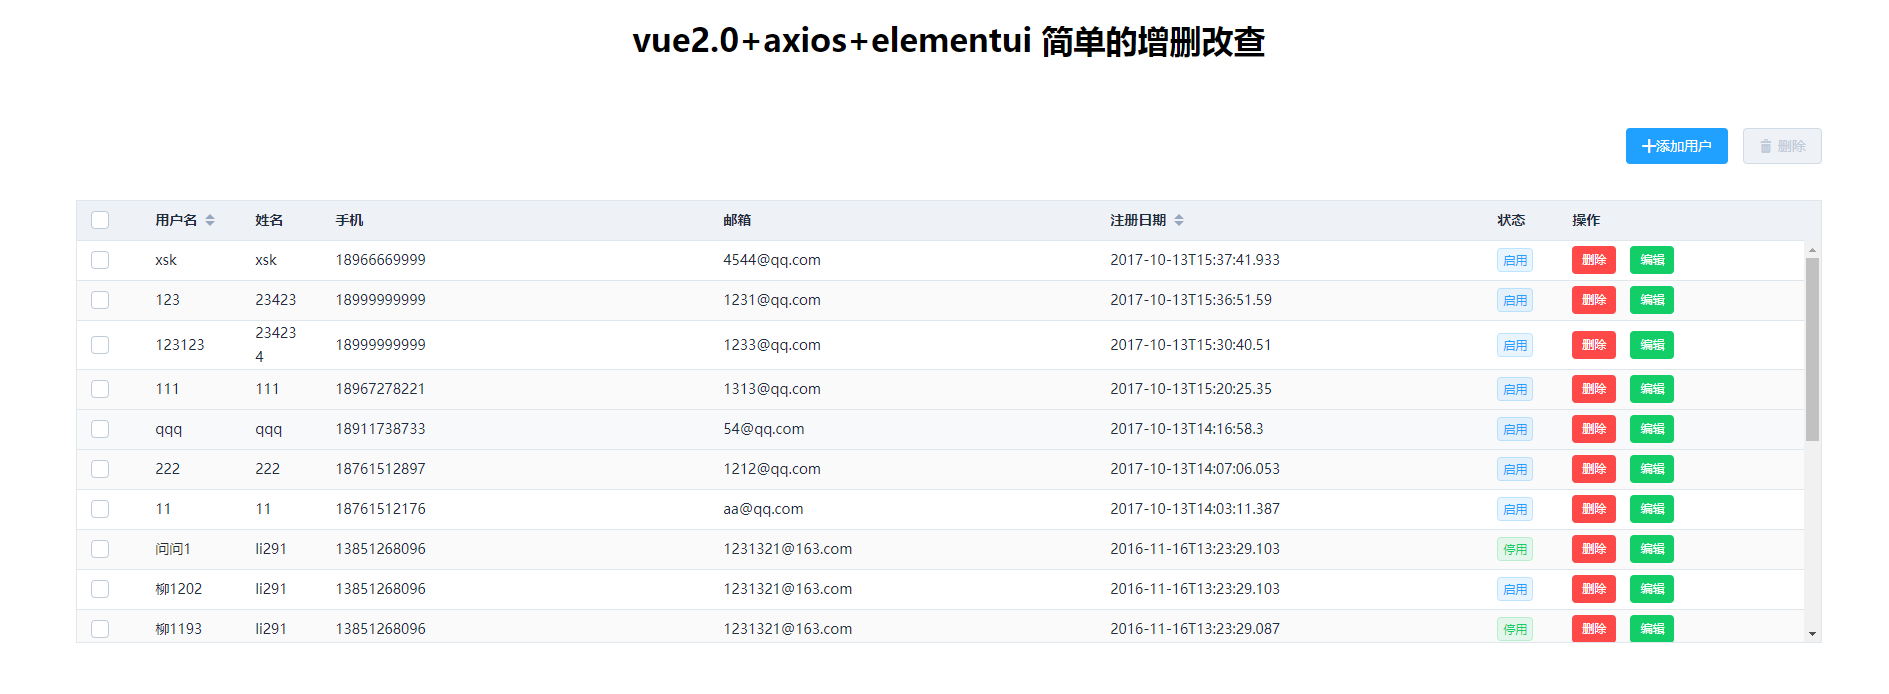 vue2.0+axios+elementui 简单的增删改查
+添加用户 删除
用户名 姓名 手机 邮箱 注册日期 状态 操作
xsk xsk 18966669999 4544@qq.com 2017-10-13T15:37:41.933 启用 删除 编辑
123 23423 18999999999 1231@qq.com 2017-10-13T15:36:51.59 启用 删除 编辑
123123 234234 18999999999 1233@qq.com 2017-10-13T15:30:40.51 启用 删除 编辑
111 111 18967278221 1313@qq.com 2017-10-13T15:20:25.35 启用 删除 编辑
qqq qqq 18911738733 54@qq.com 2017-10-13T14:16:58.3 启用 删除 编辑
222 222 18761512897 1212@qq.com 2017-10-13T14:07:06.053 启用 删除 编辑
11 11 18761512176 aa@qq.com 2017-10-13T14:03:11.387 启用 删除 编辑
问问1 li291 13851268096 1231321@163.com 2016-11-16T13:23:29.103 停用 删除 编辑
柳1202 li291 13851268096 1231321@163.com 2016-11-16T13:23:29.103 启用 删除 编辑
柳1193 li291 13851268096 1231321@163.com 2016-11-16T13:23:29.087 停用 删除 编辑